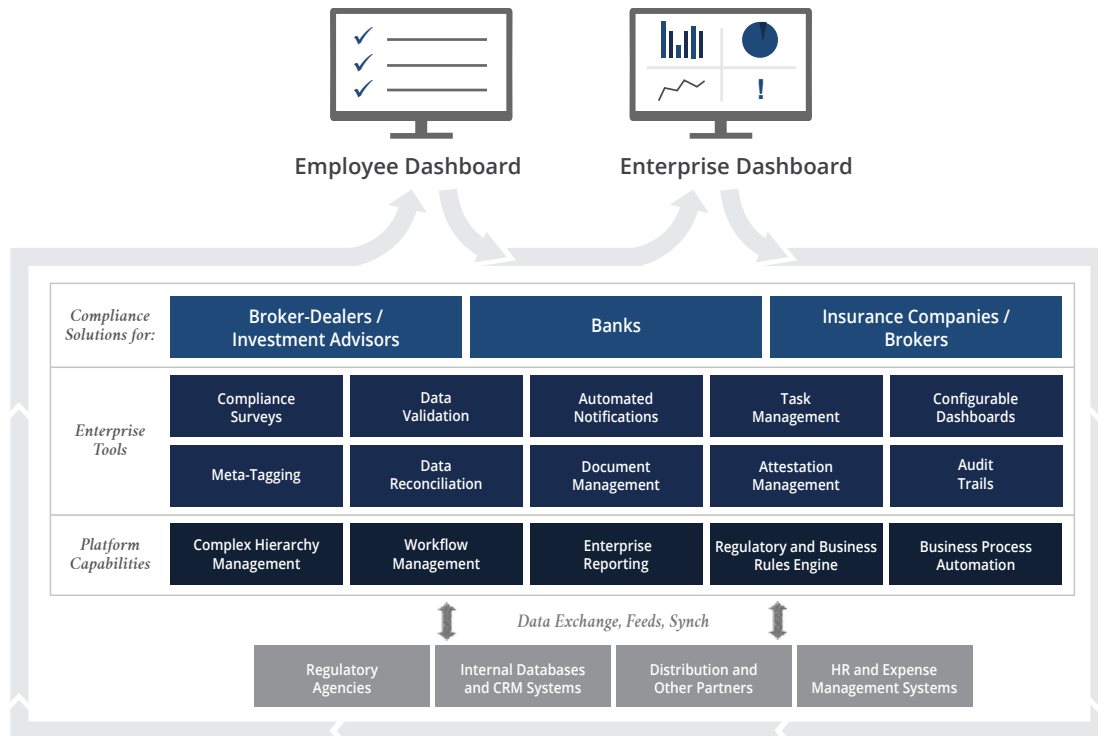 Employee Dashboard
Enterprise Dashboard
!
Compliance
Solutions for:
Broker-Dealers /
Investment Advisors
Banks
Insurance Companies /
Brokers
Enterprise
Tools
Compliance
Surveys
Data
Validation
Automated
Notifications
Task
Management
Configurable
Dashboards
Meta-Tagging
Data
Reconciliation
Document
Management
Attestation
Management
Audit
Trails
Platform
Capabilities
Complex Hierarchy
Management
Workflow
Management
Enterprise
Reporting
Regulatory and Business
Rules Engine
Business Process
Automation
Data Exchange, Feeds, Synch
Regulatory
Agencies
Internal Databases
and CRM Systems
Distribution and
Other Partners
HR and Expense
Management Systems